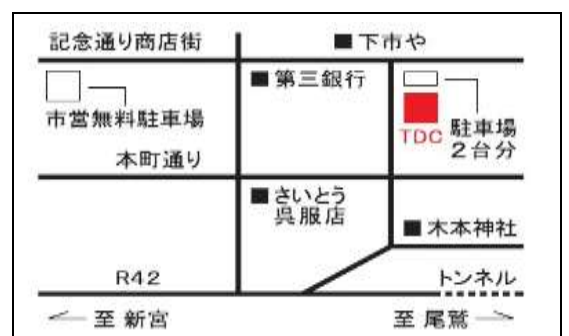 記念通り商店街
■下市や
■第三銀行
市営無料駐車場
TDC
駐車場
2台分
本町通り
■さいとう
呉服店
■木本神社
R42
トンネル
至 新宮
至 尾鷲